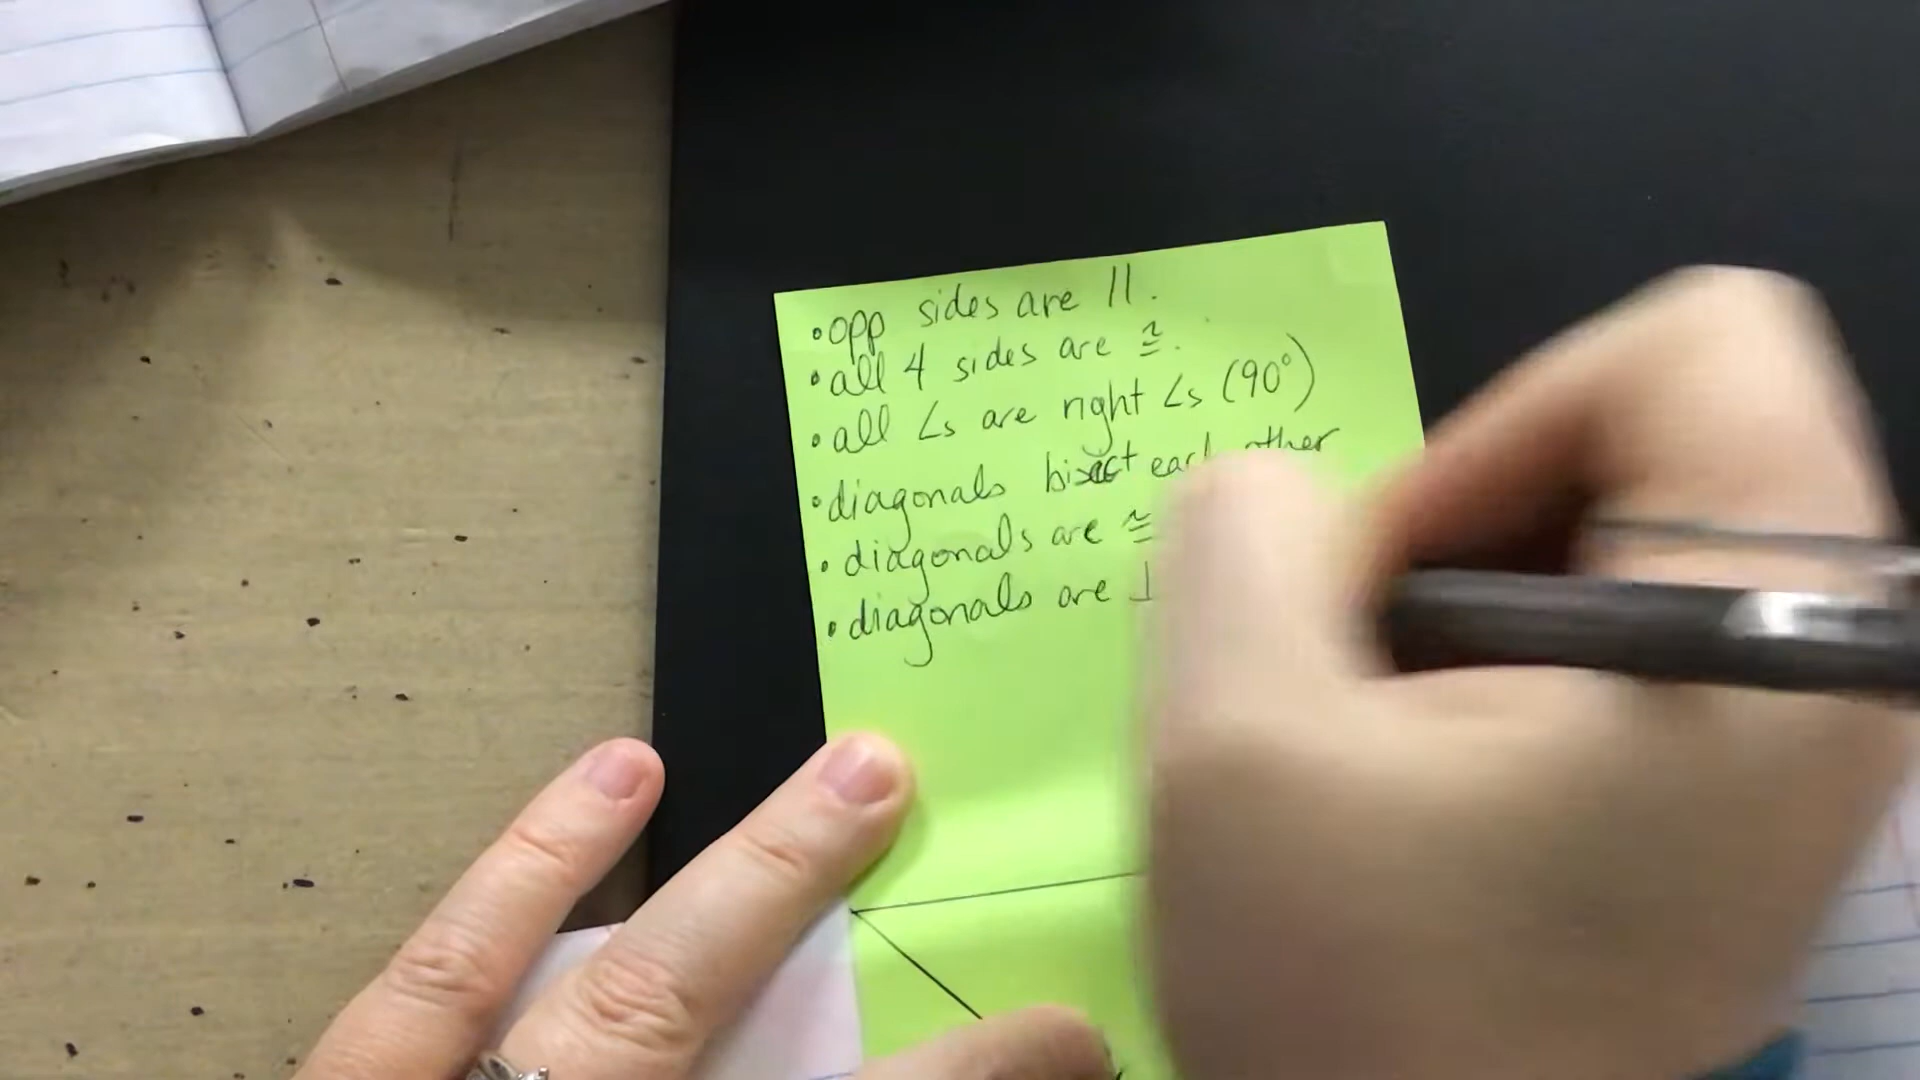 • opp sides are ||.
• all 4 sides are ≅.
• all ∠s are right ∠s (90°)
• diagonals bisect each other
• diagonals are ≅
• diagonals are ⊥